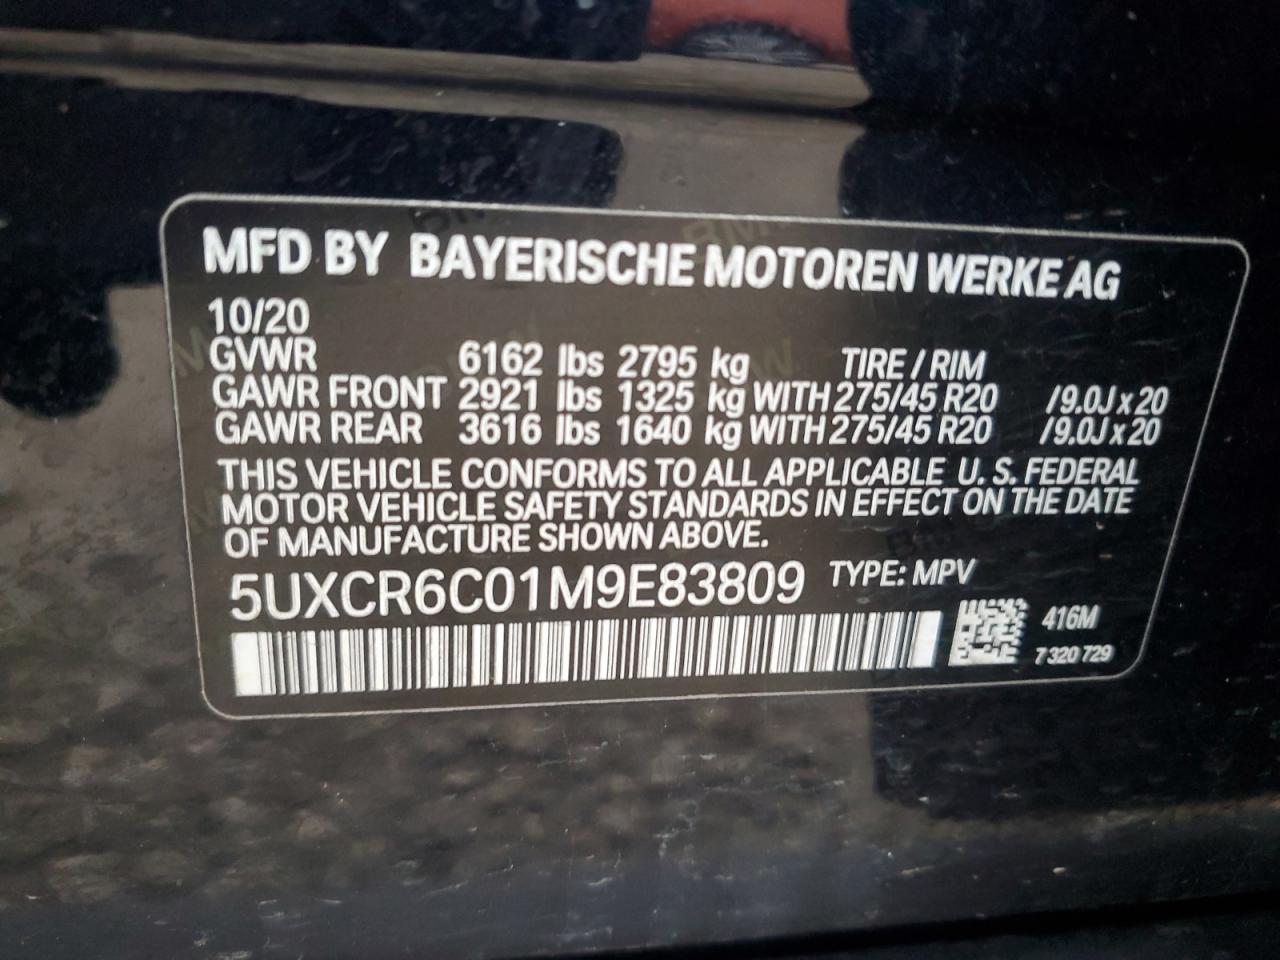 MFD BY BAYERISCHE MOTOREN WERKE AG
10/20
GVWR 6162 lbs 2795 kg TIRE / RIM
GAWR FRONT 2921 lbs 1325 kg WITH 275/45 R20 /9.0J x 20
GAWR REAR 3616 lbs 1640 kg WITH 275/45 R20 /9.0J x 20
THIS VEHICLE CONFORMS TO ALL APPLICABLE U. S. FEDERAL
MOTOR VEHICLE SAFETY STANDARDS IN EFFECT ON THE DATE
OF MANUFACTURE SHOWN ABOVE.
5UXCR6C01M9E83809 TYPE: MPV
416M
7 320 729